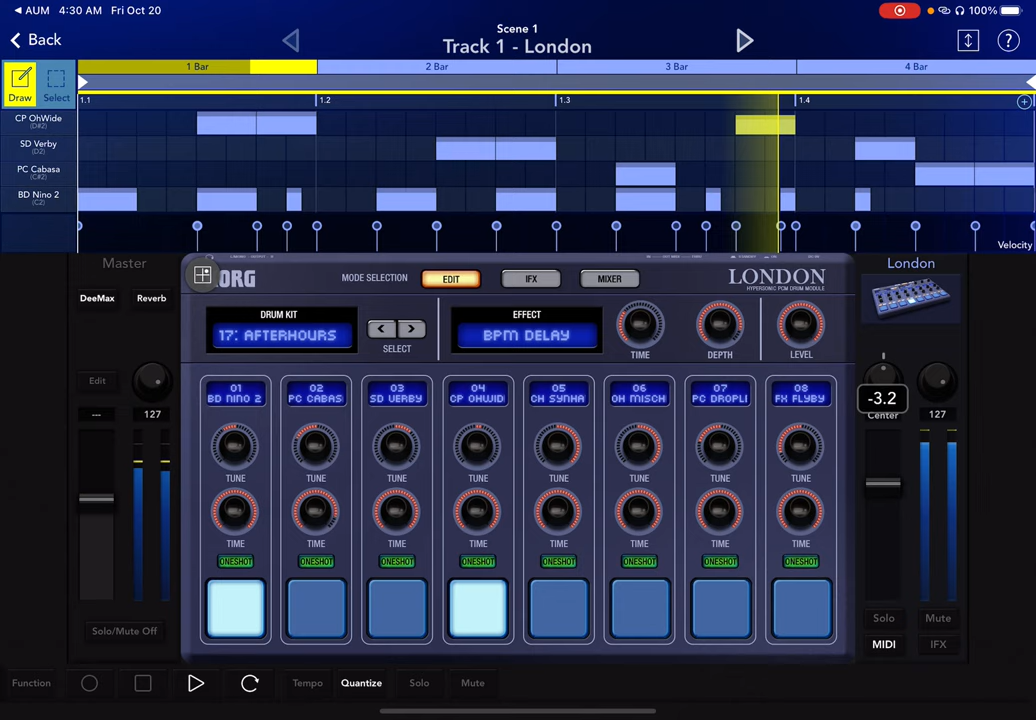 AUM 4:30 AM Fri Oct 20 100%
Back
Scene 1
Track 1 - London
?
Draw Select
1 Bar 2 Bar 3 Bar 4 Bar
1.1 1.2 1.3 1.4
CP OhWide
(D#2)
SD Verby
(D2)
PC Cabasa
(C#2)
BD Nino 2
(C2)
Velocity
Master
DeeMax Reverb
Edit
---
127
Solo/Mute Off
ORG
MODE SELECTION EDIT IFX MIXER
LONDON
HYPERSONIC PCM DRUM MODULE
DRUM KIT
17: AFTERHOURS
< >
SELECT
EFFECT
BPM DELAY
TIME DEPTH LEVEL
01 02 03 04 05 06 07 08
BD NINO 2 PC CABAS SD VERBY CP OHWID CH SYNHA OH MISCH PC DROPLE FX FLYBY
TUNE TUNE TUNE TUNE TUNE TUNE TUNE TUNE
TIME TIME TIME TIME TIME TIME TIME TIME
ONESHOT ONESHOT ONESHOT ONESHOT ONESHOT ONESHOT ONESHOT ONESHOT
London
-3.2
Center 127
Solo Mute
MIDI IFX
Function Tempo Quantize Solo Mute